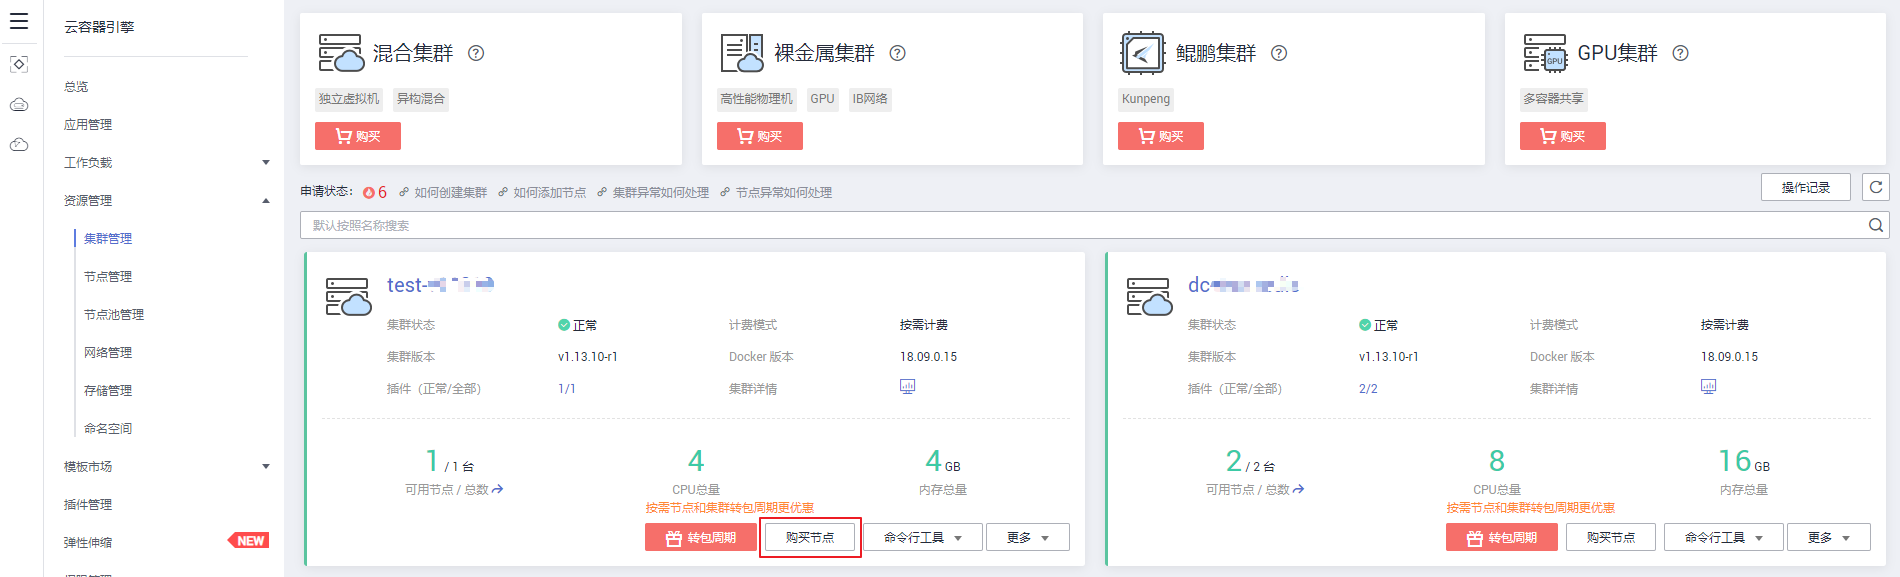 云容器引擎
总览
应用管理
工作负载
资源管理
集群管理
节点管理
节点池管理
网络管理
存储管理
命名空间
模板市场
插件管理
弹性伸缩 NEW
混合集群 ?
独立虚拟机 异构混合
购买
裸金属集群 ?
高性能物理机 GPU IB网络
购买
鲲鹏集群 ?
Kunpeng
购买
GPU
GPU集群 ?
多容器共享
购买
申请状态: 6 如何创建集群 如何添加节点 集群异常如何处理 节点异常如何处理
操作记录
默认按照名称搜索
test-
集群状态 正常 计费模式 按需计费
集群版本 v1.13.10-r1 Docker 版本 18.09.0.15
插件（正常/全部） 1/1 集群详情
1 / 1 台 4 4 GB
可用节点 / 总数 CPU总量 内存总量
按需节点和集群转包周期更优惠
转包周期 购买节点 命令行工具 更多
dc
集群状态 正常 计费模式 按需计费
集群版本 v1.13.10-r1 Docker 版本 18.09.0.15
插件（正常/全部） 2/2 集群详情
2 / 2 台 8 16 GB
可用节点 / 总数 CPU总量 内存总量
按需节点和集群转包周期更优惠
转包周期 购买节点 命令行工具 更多